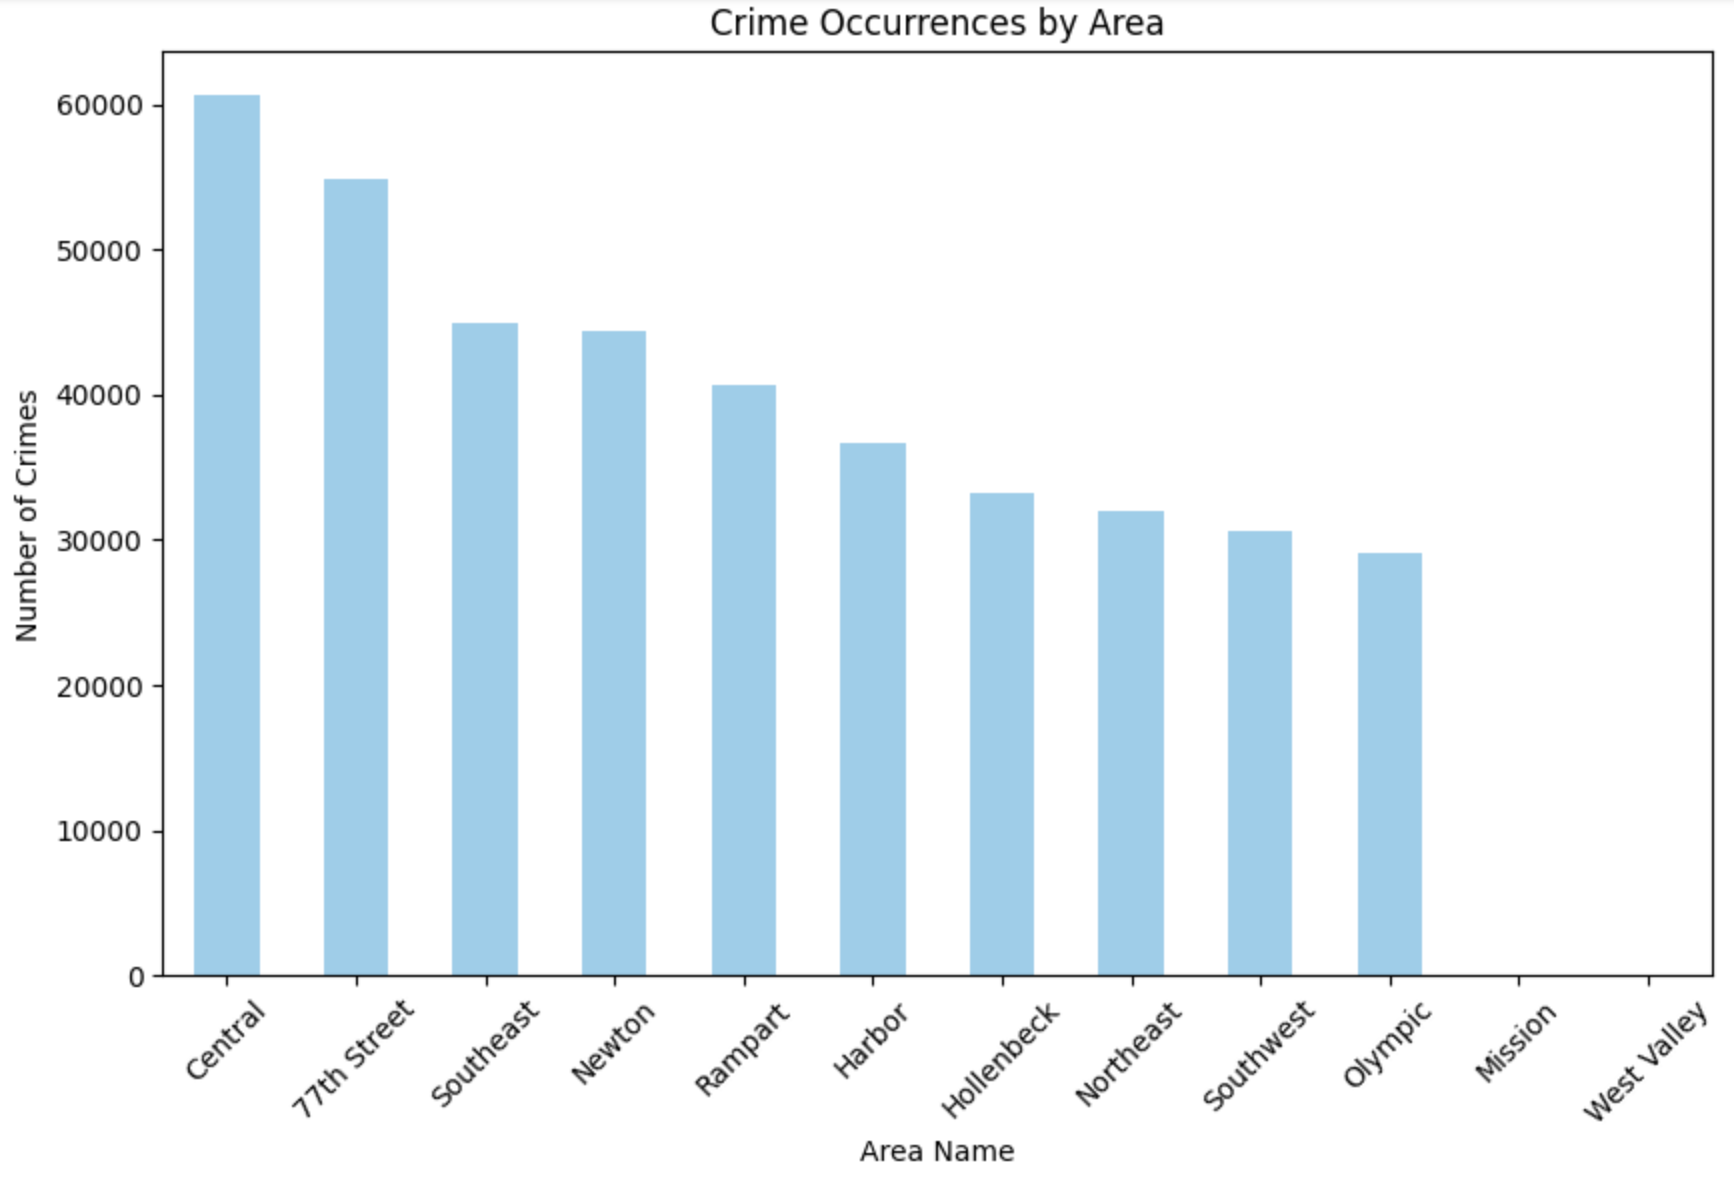 Crime Occurrences by Area
60000
50000
40000
30000
20000
10000
0
Number of Crimes
Central
77th Street
Southeast
Newton
Rampart
Harbor
Hollenbeck
Northeast
Southwest
Olympic
Mission
West Valley
Area Name